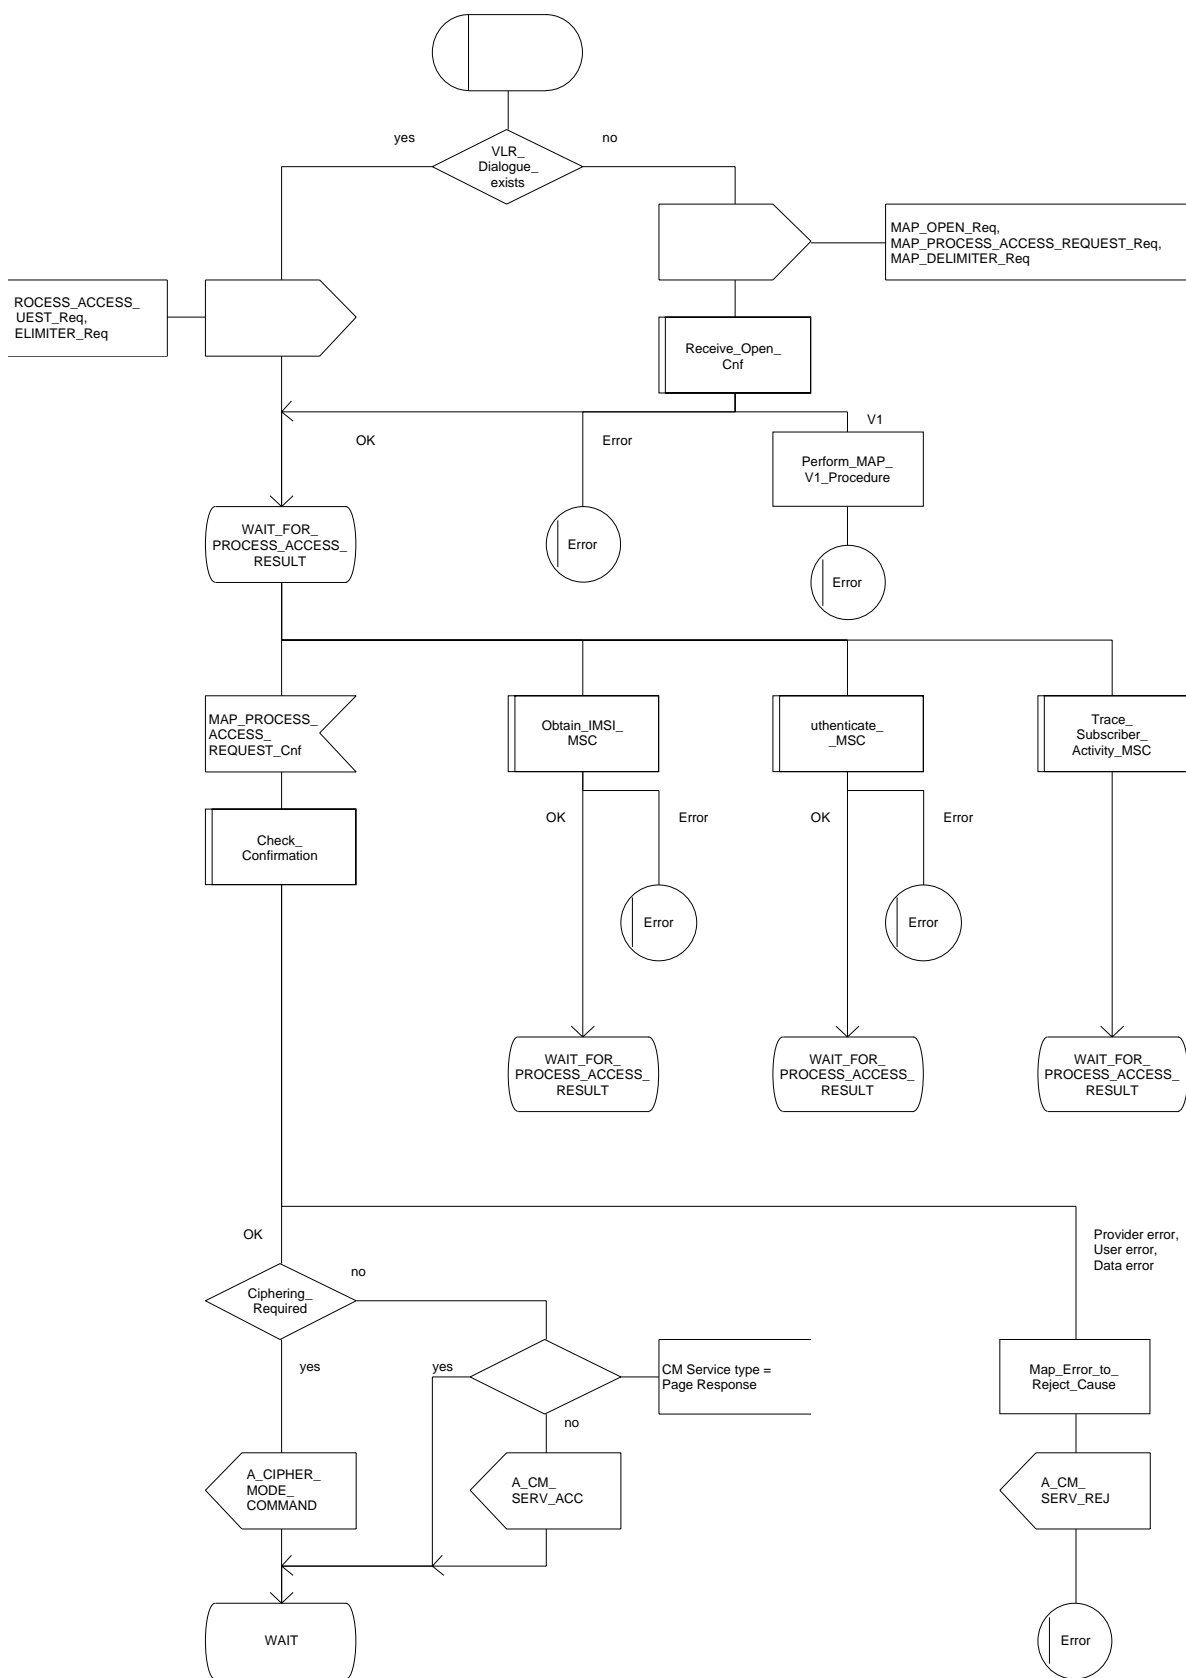 yes
no
VLR_
Dialogue_
exists
MAP_OPEN_Req,
MAP_PROCESS_ACCESS_REQUEST_Req,
MAP_DELIMITER_Req
ROCESS_ACCESS_
UEST_Req,
ELIMITER_Req
Receive_Open_
Cnf
OK
Error
V1
Perform_MAP_
V1_Procedure
WAIT_FOR_
PROCESS_ACCESS_
RESULT
Error
Error
MAP_PROCESS_
ACCESS_
REQUEST_Cnf
Obtain_IMSI_
MSC
uthenticate_
_MSC
Trace_
Subscriber_
Activity_MSC
Check_
Confirmation
OK
Error
OK
Error
Error
Error
WAIT_FOR_
PROCESS_ACCESS_
RESULT
WAIT_FOR_
PROCESS_ACCESS_
RESULT
WAIT_FOR_
PROCESS_ACCESS_
RESULT
OK
Provider error,
User error,
Data error
Ciphering_
Required
no
yes
yes
CM Service type =
Page Response
no
Map_Error_to_
Reject_Cause
A_CIPHER_
MODE_
COMMAND
A_CM_
SERV_ACC
A_CM_
SERV_REJ
WAIT
Error